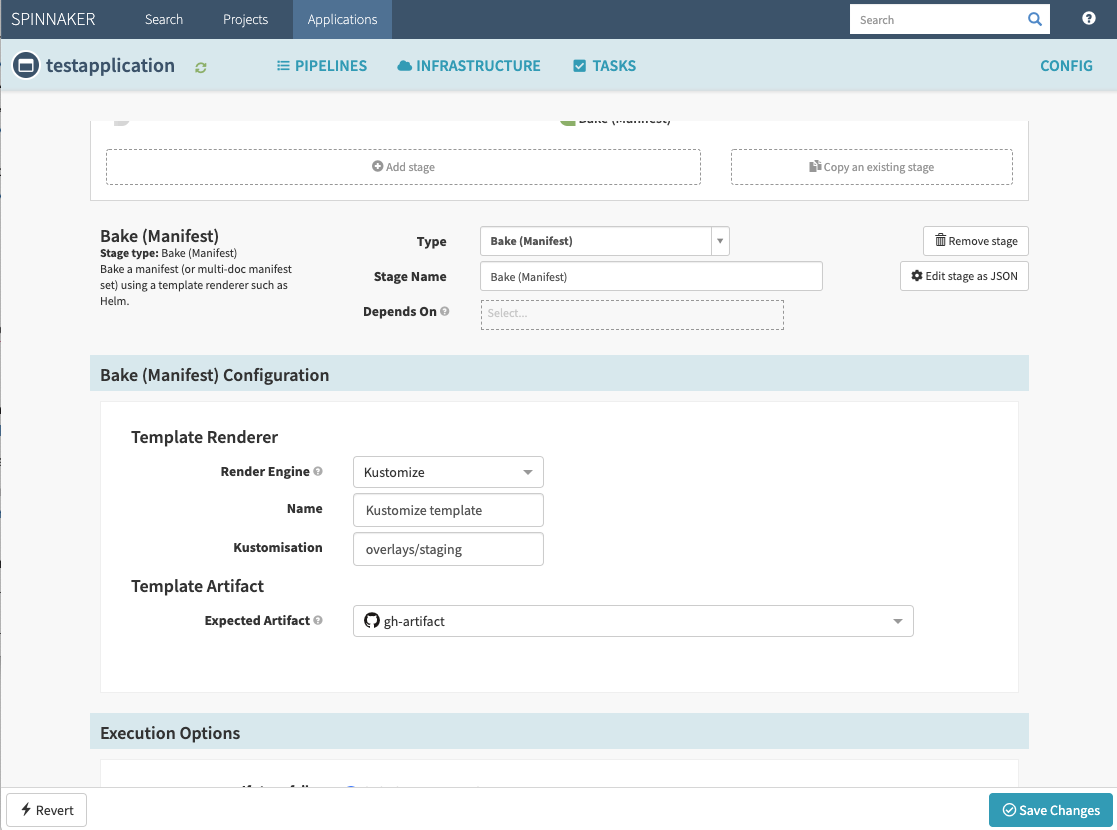 SPINNAKER Search Projects Applications Search
testapplication PIPELINES INFRASTRUCTURE TASKS CONFIG
Bake (Manifest)
Add stage Copy an existing stage
Bake (Manifest)
Stage type: Bake (Manifest)
Bake a manifest (or multi-doc manifest
set) using a template renderer such as
Helm.
Type Bake (Manifest) Remove stage
Stage Name Bake (Manifest) Edit stage as JSON
Depends On Select...
Bake (Manifest) Configuration
Template Renderer
Render Engine Kustomize
Name Kustomize template
Kustomisation overlays/staging
Template Artifact
Expected Artifact gh-artifact
Execution Options
Revert Save Changes